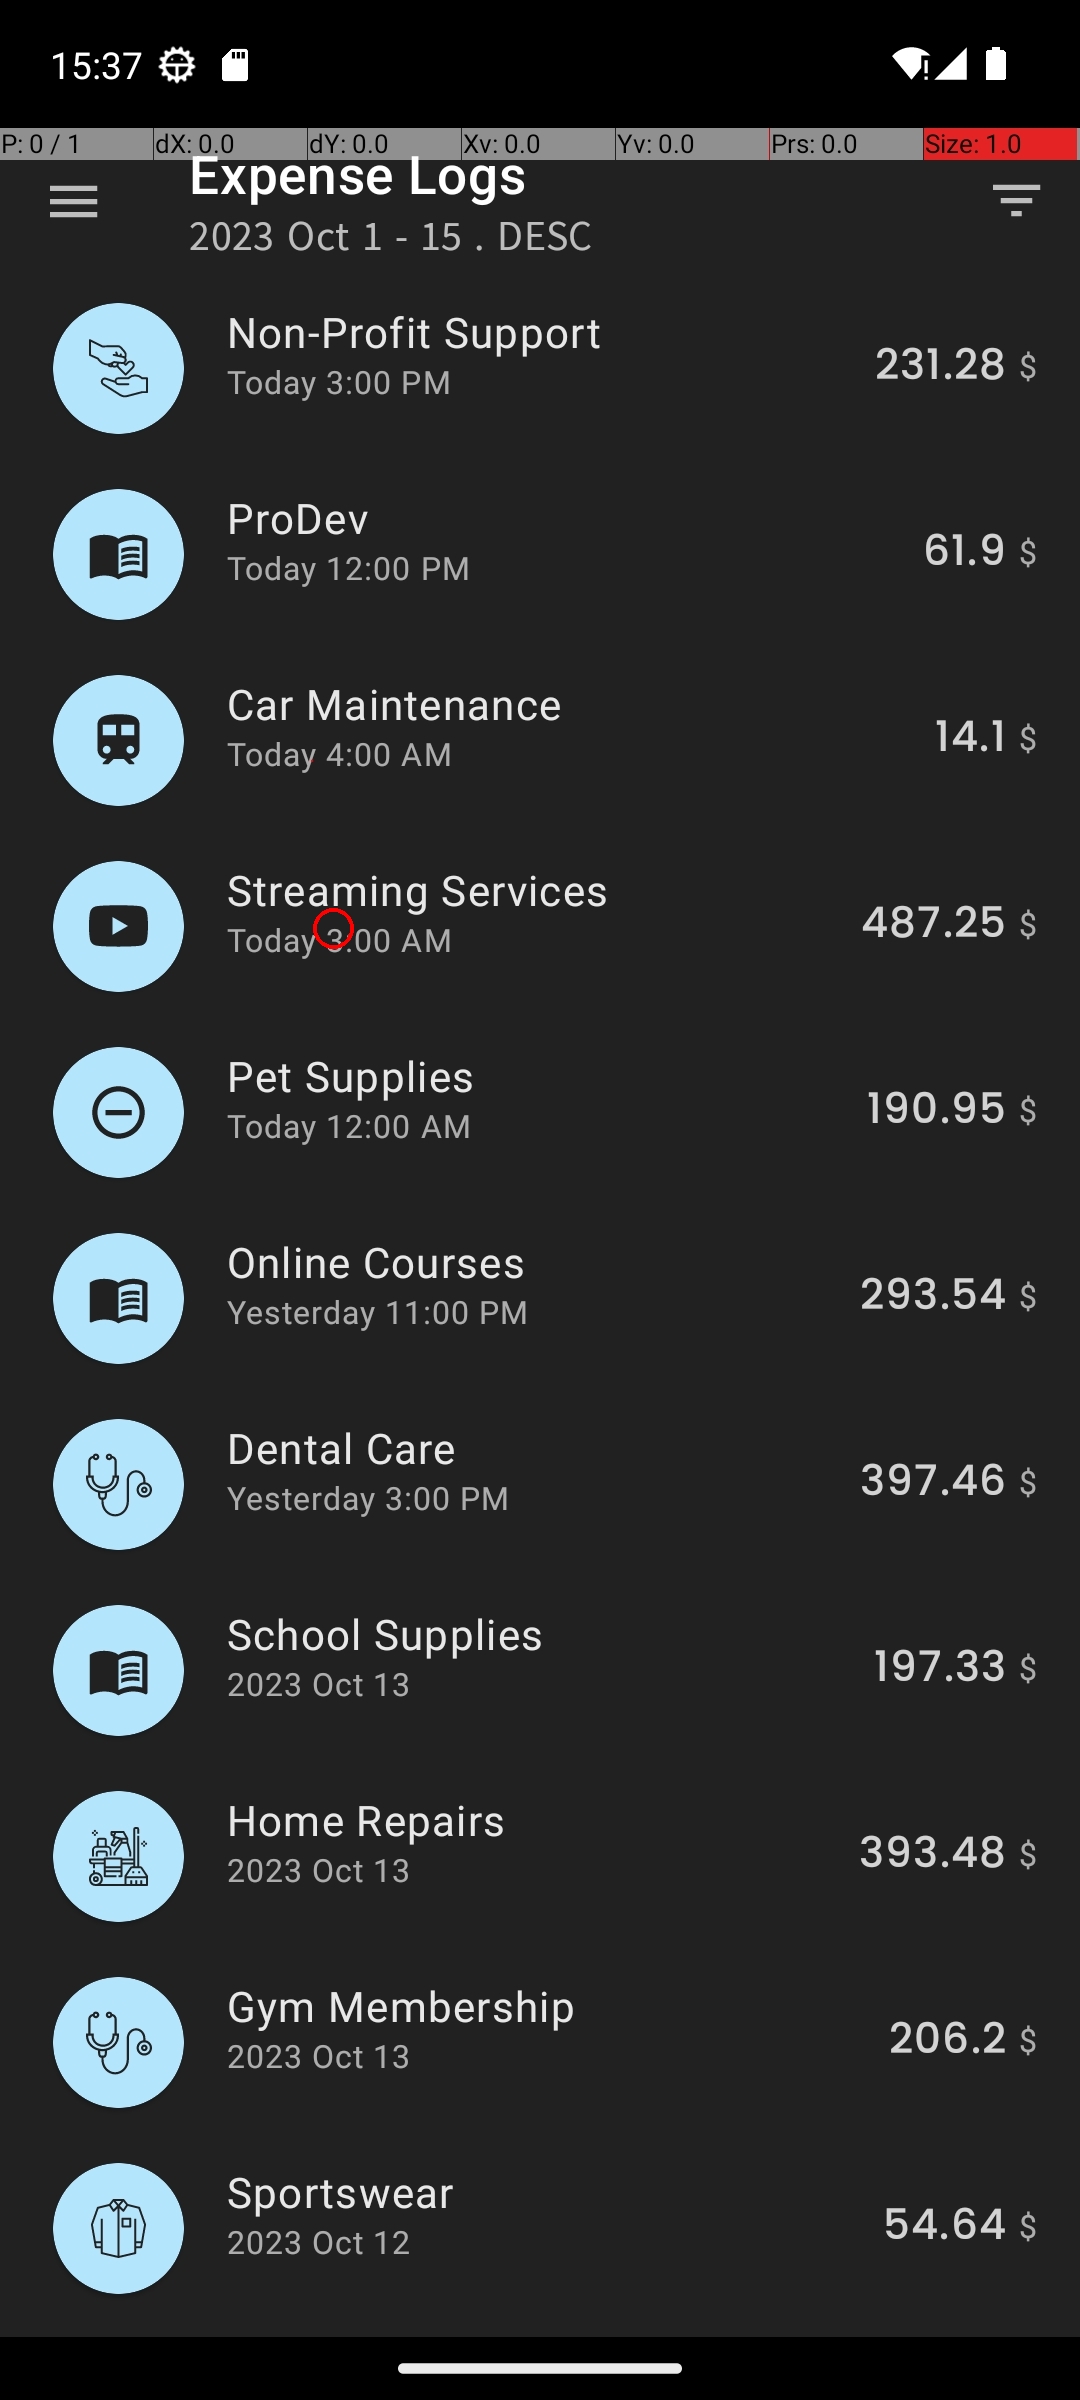 15:37
P: 0 / 1
dX: 0.0
dY: 0.0
Xv: 0.0
Yv: 0.0
Prs: 0.0
Size: 1.0
Expense Logs
2023 Oct 1 - 15 . DESC
Non-Profit Support
231.28 $
Today 3:00 PM
ProDev
61.9 $
Today 12:00 PM
Car Maintenance
14.1 $
Today 4:00 AM
Streaming Services
487.25 $
Today 3:00 AM
Pet Supplies
190.95 $
Today 12:00 AM
Online Courses
293.54 $
Yesterday 11:00 PM
Dental Care
397.46 $
Yesterday 3:00 PM
School Supplies
197.33 $
2023 Oct 13
Home Repairs
393.48 $
2023 Oct 13
Gym Membership
206.2 $
2023 Oct 13
Sportswear
54.64 $
2023 Oct 12